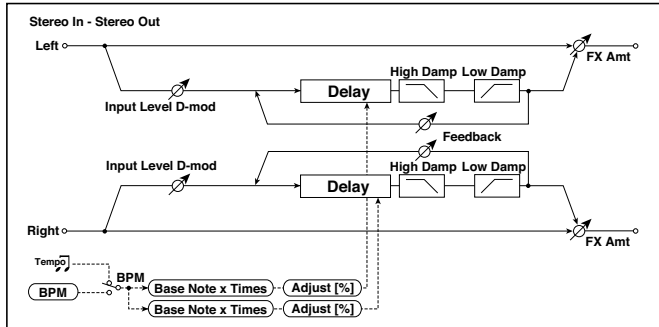 Stereo In - Stereo Out
Left
FX Amt
High Damp Low Damp
Delay
Input Level D-mod
Feedback
Input Level D-mod
High Damp Low Damp
Delay
Right
FX Amt
Tempo
BPM
BPM
Base Note x Times Adjust [%]
Base Note x Times Adjust [%]